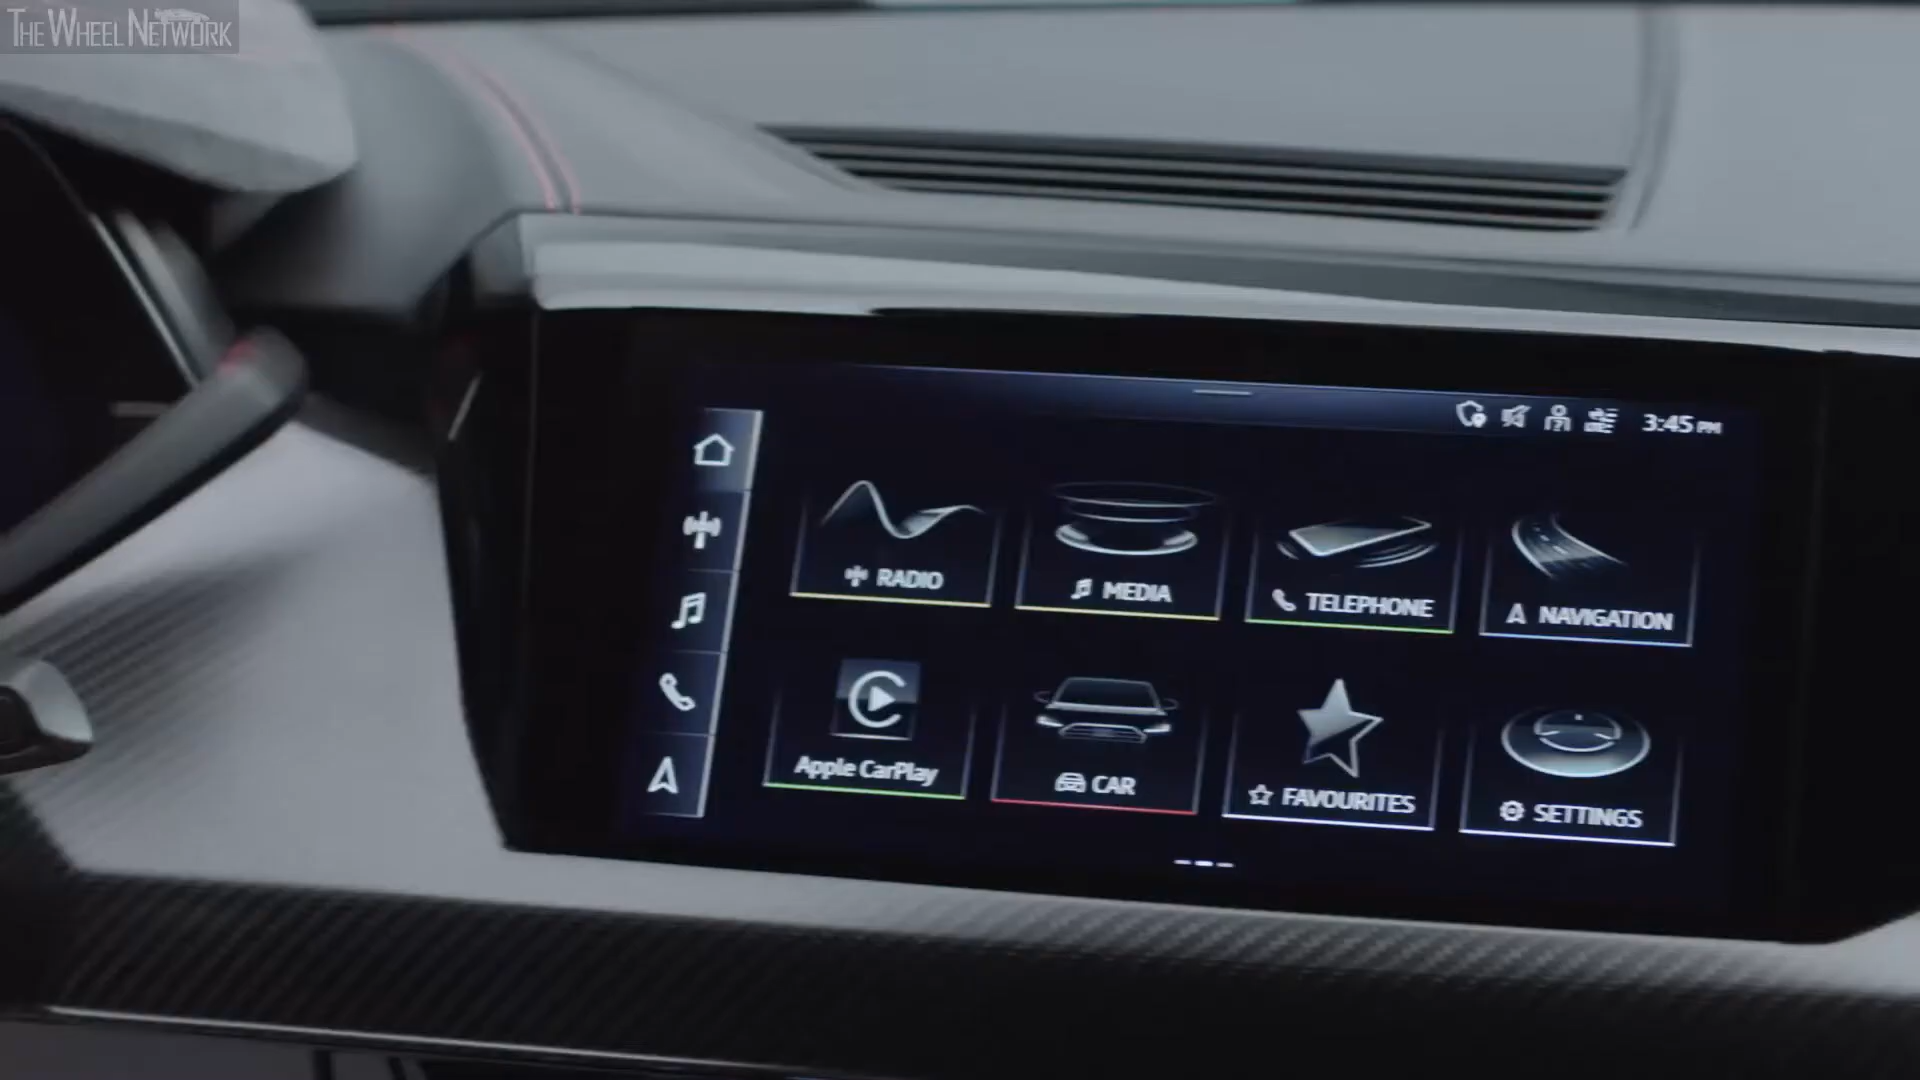 THE WHEEL NETWORK
3:45 PM
RADIO
MEDIA
TELEPHONE
NAVIGATION
Apple CarPlay
CAR
FAVOURITES
SETTINGS